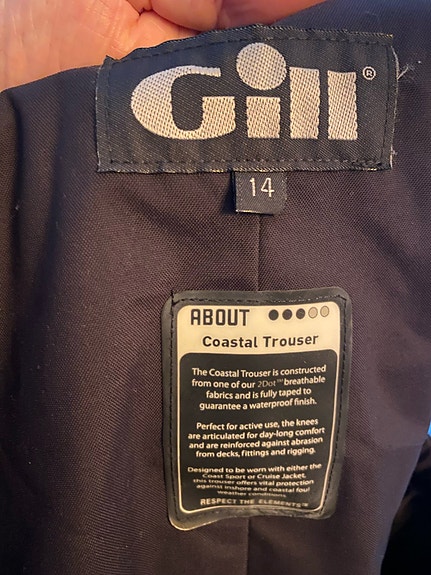 Gill®
14
ABOUT
Coastal Trouser
The Coastal Trouser is constructed
from one of our 2Dot™ breathable
fabrics and is fully taped to
guarantee a waterproof finish.
Perfect for active use, the knees
are articulated for day-long comfort
and are reinforced against abrasion
from decks, fittings and rigging.
Designed to be worn with either the
Coast Sport or Cruise Jacket,
this trouser offers vital protection
against inshore and coastal foul
weather conditions.
RESPECT THE ELEMENTS™